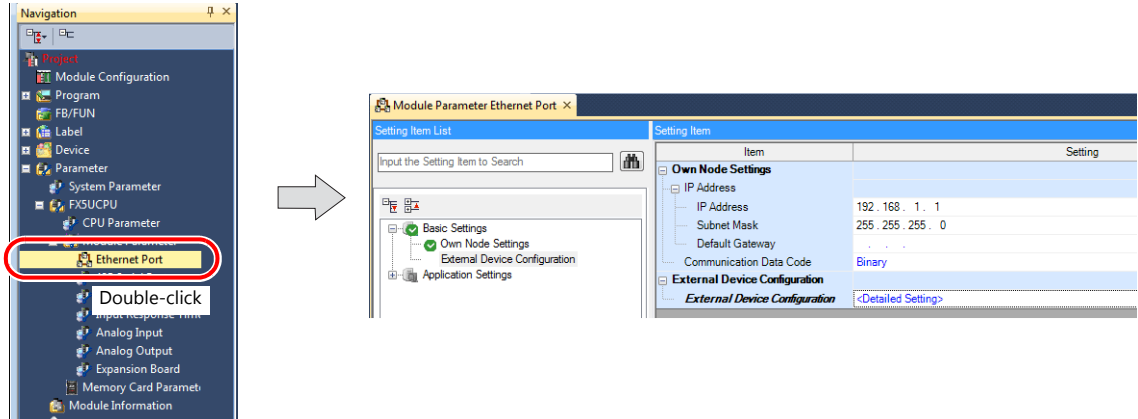 Navigation
Project
Module Configuration
Program
FB/FUN
Label
Device
Parameter
System Parameter
FX5UCPU
CPU Parameter
Module Parameter
Ethernet Port
Double-click
Input Response Time
Analog Input
Analog Output
Expansion Board
Memory Card Paramet
Module Information
Module Parameter Ethernet Port
Setting Item List
Input the Setting Item to Search
Basic Settings
Own Node Settings
External Device Configuration
Application Settings
Setting Item
Item Setting
Own Node Settings
IP Address
IP Address 192 . 168 . 1 . 1
Subnet Mask 255 . 255 . 255 . 0
Default Gateway . . .
Communication Data Code Binary
External Device Configuration
External Device Configuration <Detailed Setting>